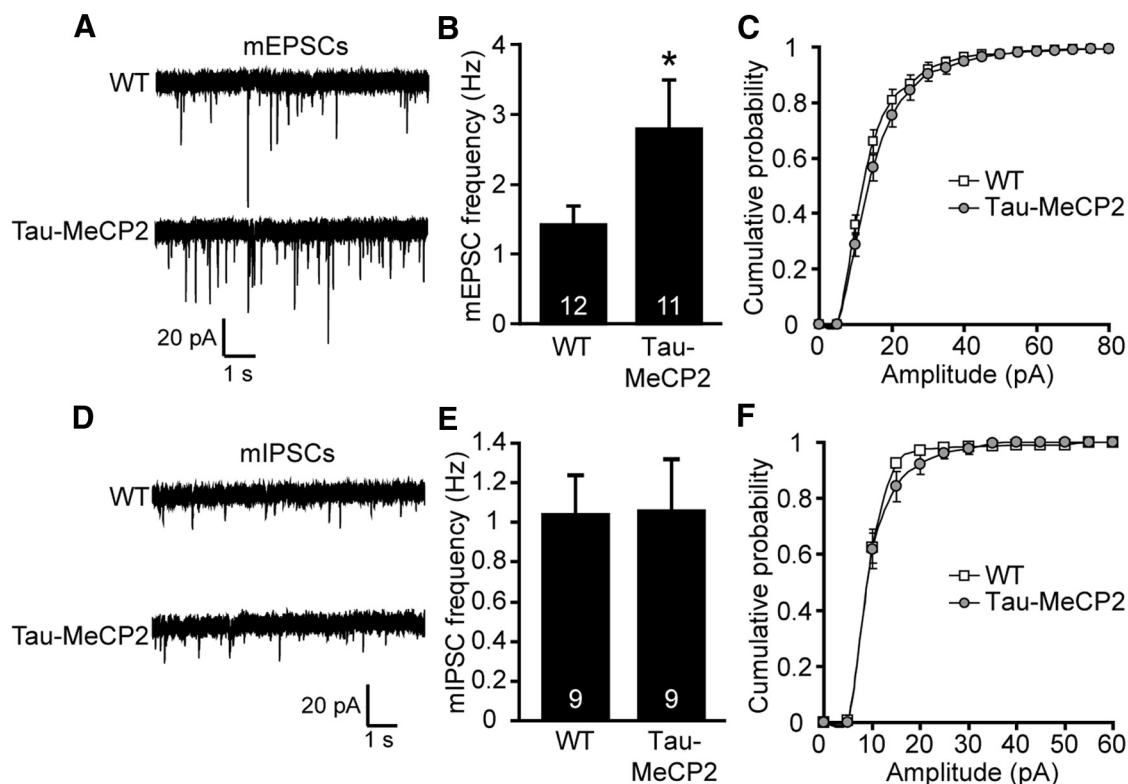 A
mEPSCs
WT
Tau-MeCP2
20 pA
1 s
B
mEPSC frequency (Hz)
4
3
2
1
0
*
12
11
WT
Tau-
MeCP2
C
Cumulative probability
1
0.8
0.6
0.4
0.2
0
WT
Tau-MeCP2
0 20 40 60 80
Amplitude (pA)
D
mIPSCs
WT
Tau-MeCP2
20 pA
1 s
E
mIPSC frequency (Hz)
1.4
1.2
1
0.8
0.6
0.4
0.2
0
9
9
WT
Tau-
MeCP2
F
Cumulative probability
1
0.8
0.6
0.4
0.2
0
WT
Tau-MeCP2
0 10 20 30 40 50 60
Amplitude (pA)